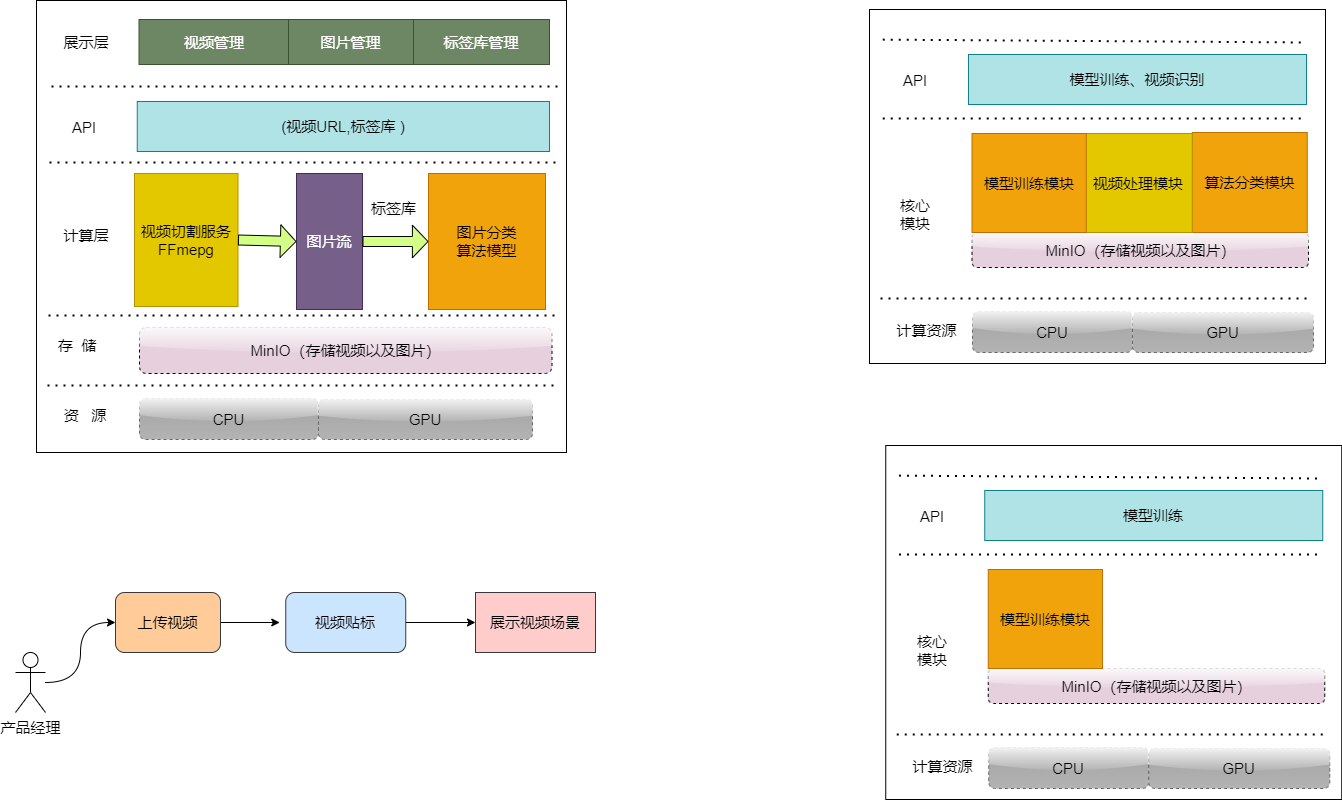 展示层
视频管理
图片管理
标签库管理
API
(视频URL,标签库 )
计算层
视频切割服务
FFmepg
图片流
标签库
图片分类
算法模型
存 储
MinIO（存储视频以及图片）
资 源
CPU
GPU
API
模型训练、视频识别
核心
模块
模型训练模块
视频处理模块
算法分类模块
MinIO（存储视频以及图片）
计算资源
CPU
GPU
产品经理
上传视频
视频贴标
展示视频场景
API
模型训练
核心
模块
模型训练模块
MinIO（存储视频以及图片）
计算资源
CPU
GPU